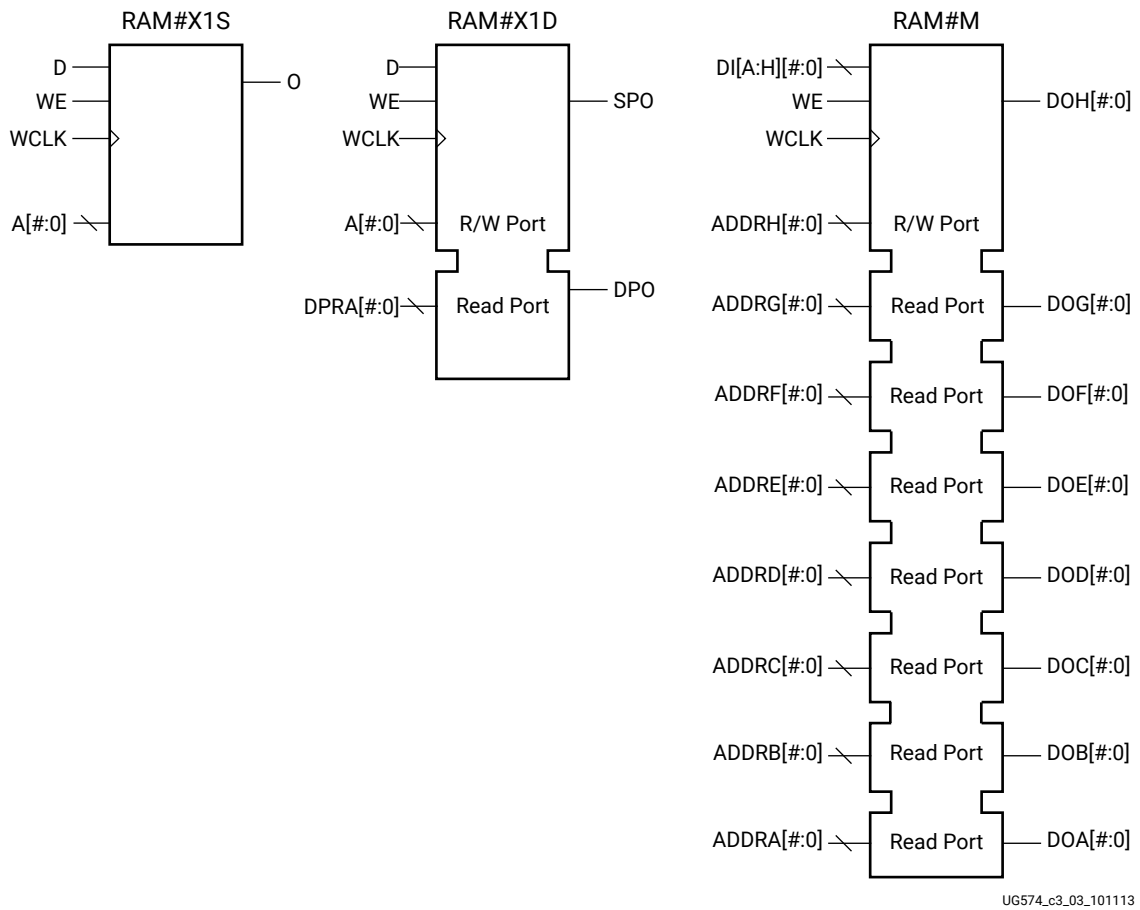 RAM#X1S
D
WE
WCLK
A[#:0]
O
RAM#X1D
D
WE
WCLK
A[#:0]
R/W Port
SPO
DPRA[#:0]
Read Port
DPO
RAM#M
DI[A:H][#:0]
WE
WCLK
DOH[#:0]
ADDRH[#:0]
R/W Port
ADDRG[#:0]
Read Port
DOG[#:0]
ADDRF[#:0]
Read Port
DOF[#:0]
ADDRE[#:0]
Read Port
DOE[#:0]
ADDRD[#:0]
Read Port
DOD[#:0]
ADDRC[#:0]
Read Port
DOC[#:0]
ADDRB[#:0]
Read Port
DOB[#:0]
ADDRA[#:0]
Read Port
DOA[#:0]
UG574_c3_03_101113